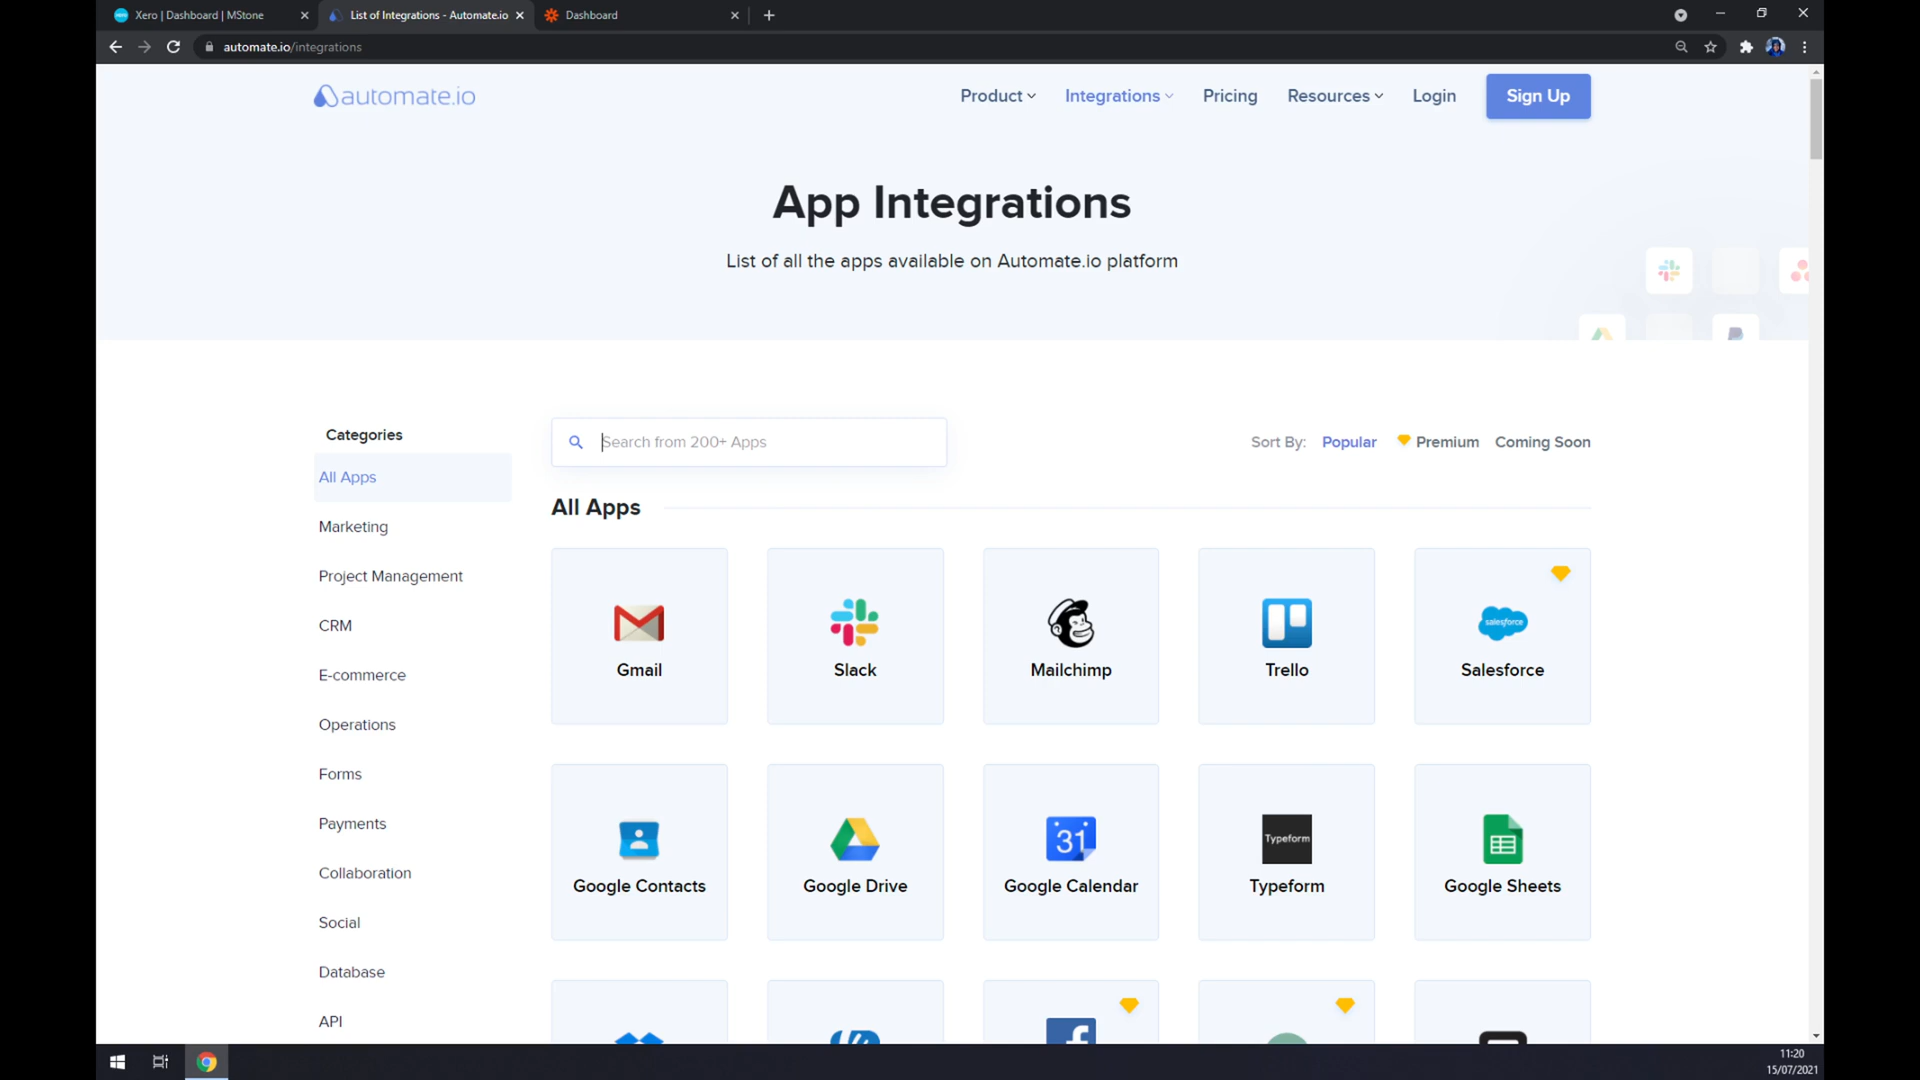 Xero | Dashboard | MStone
List of Integrations - Automate.io
Dashboard
automate.io/integrations
automate.io
Product
Integrations
Pricing
Resources
Login
Sign Up
App Integrations
List of all the apps available on Automate.io platform
Categories
Search from 200+ Apps
Sort By:
Popular
Premium
Coming Soon
All Apps
All Apps
Marketing
Project Management
CRM
E-commerce
Operations
Forms
Payments
Collaboration
Social
Database
API
Gmail
Slack
Mailchimp
Trello
salesforce
Salesforce
Google Contacts
Google Drive
31
Google Calendar
Typeform
Typeform
Google Sheets
11:20
15/07/2021